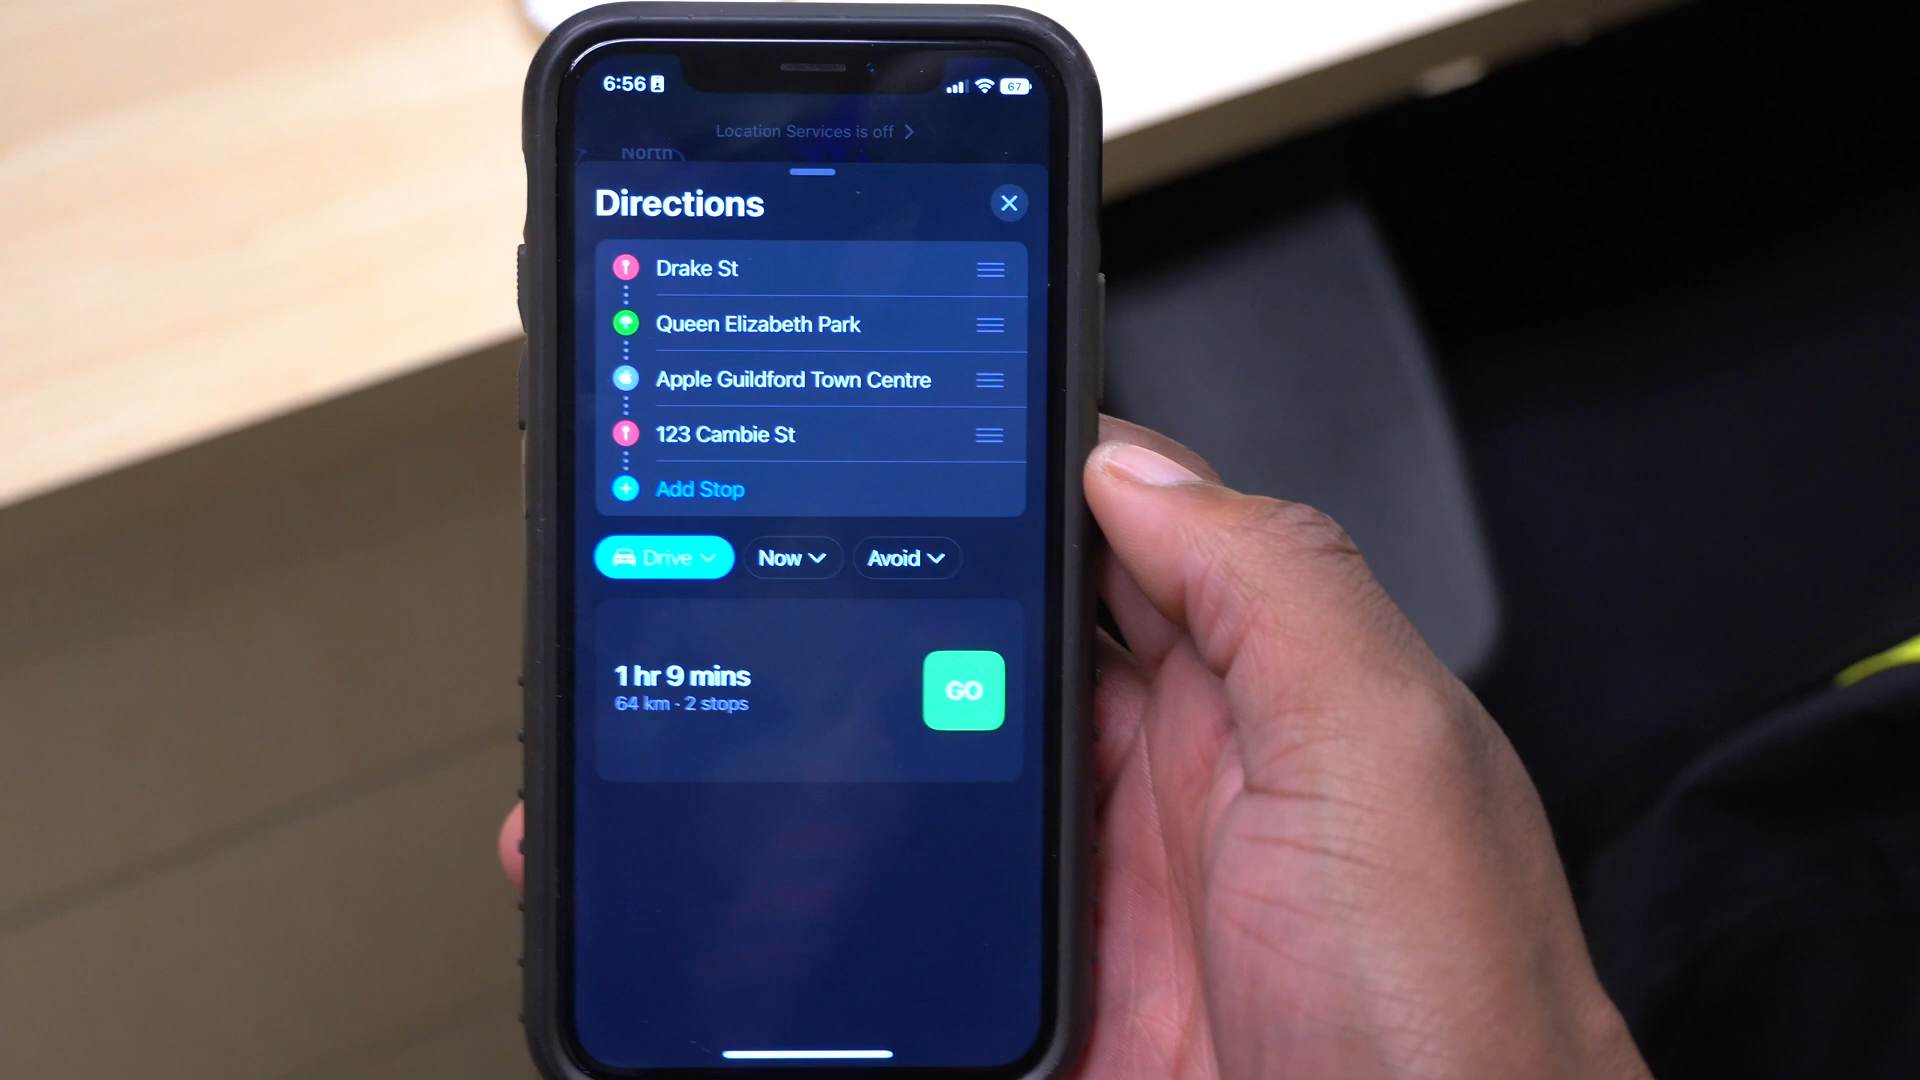 6:56
67
Location Services is off
North
Directions
Drake St
Queen Elizabeth Park
Apple Guildford Town Centre
123 Cambie St
Add Stop
Drive
Now
Avoid
1 hr 9 mins
64 km - 2 stops
GO